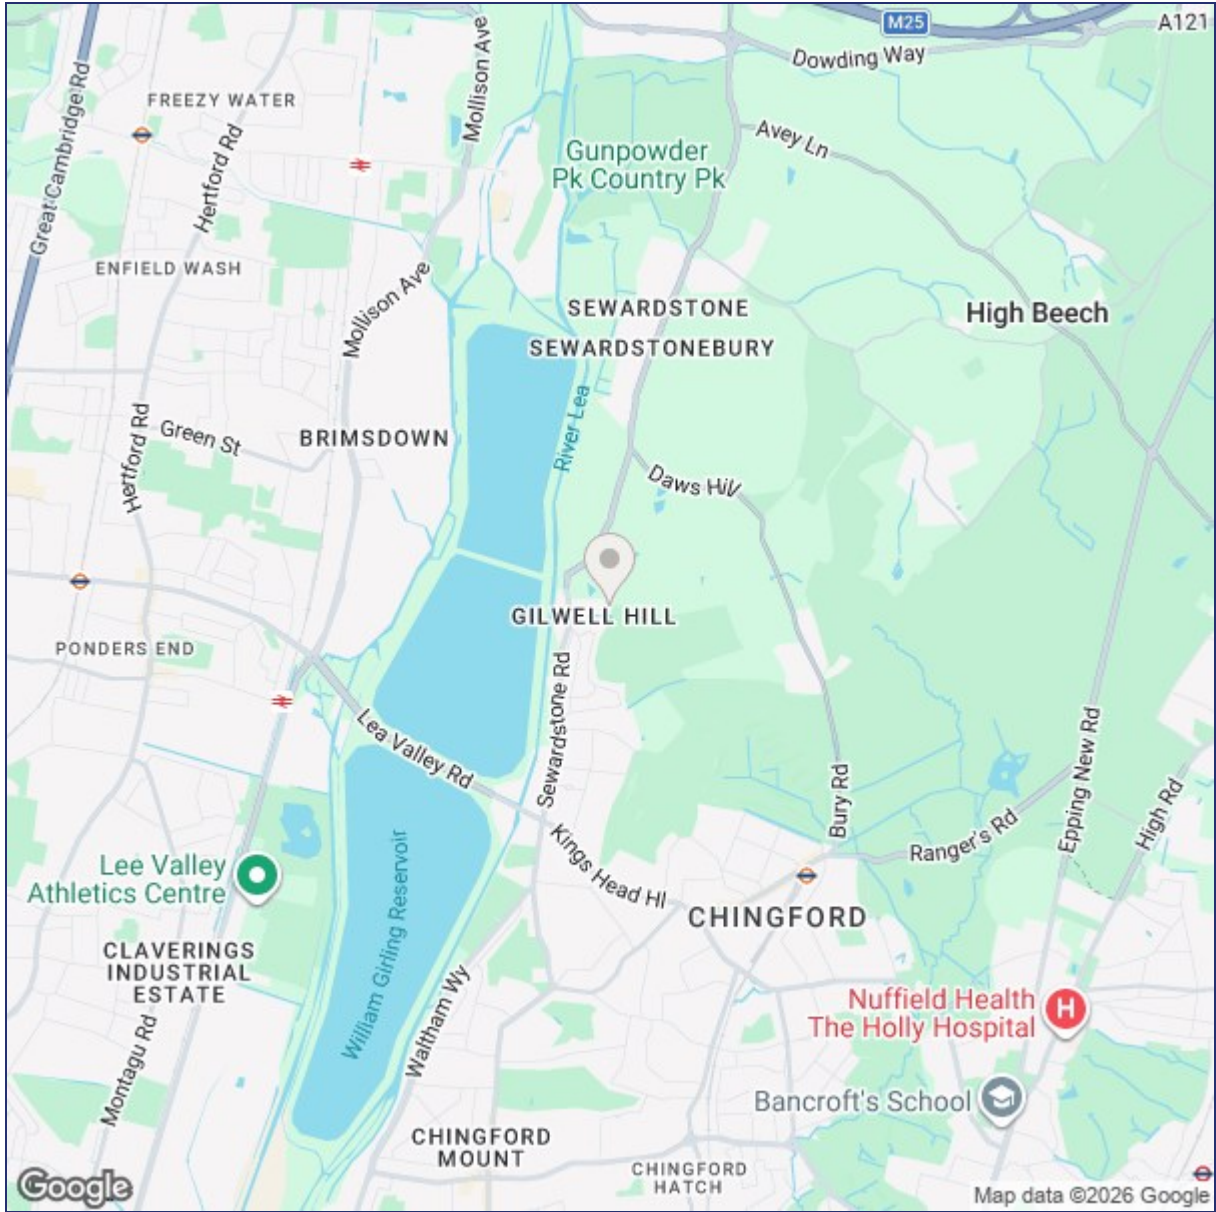 M25
A121
Dowding Way
Mollison Ave
Great Cambridge Rd
FREEZY WATER
Hertford Rd
Avey Ln
Gunpowder
Pk Country Pk
ENFIELD WASH
Mollison Ave
SEWARDSTONE
High Beech
SEWARDSTONEBURY
River Lea
Hertford Rd
Green St
BRIMSDOWN
Daws Hil
GILWELL HILL
PONDERS END
Sewardstone Rd
Lea Valley Rd
Bury Rd
Epping New Rd
High Rd
Ranger's Rd
Kings Head Hl
Lee Valley
Athletics Centre
William Girling Reservoir
CHINGFORD
CLAVERINGS
INDUSTRIAL
ESTATE
Waltham Wy
Nuffield Health
The Holly Hospital
H
Montagu Rd
Bancroft's School
CHINGFORD
MOUNT
CHINGFORD
HATCH
Google
Map data ©2026 Google